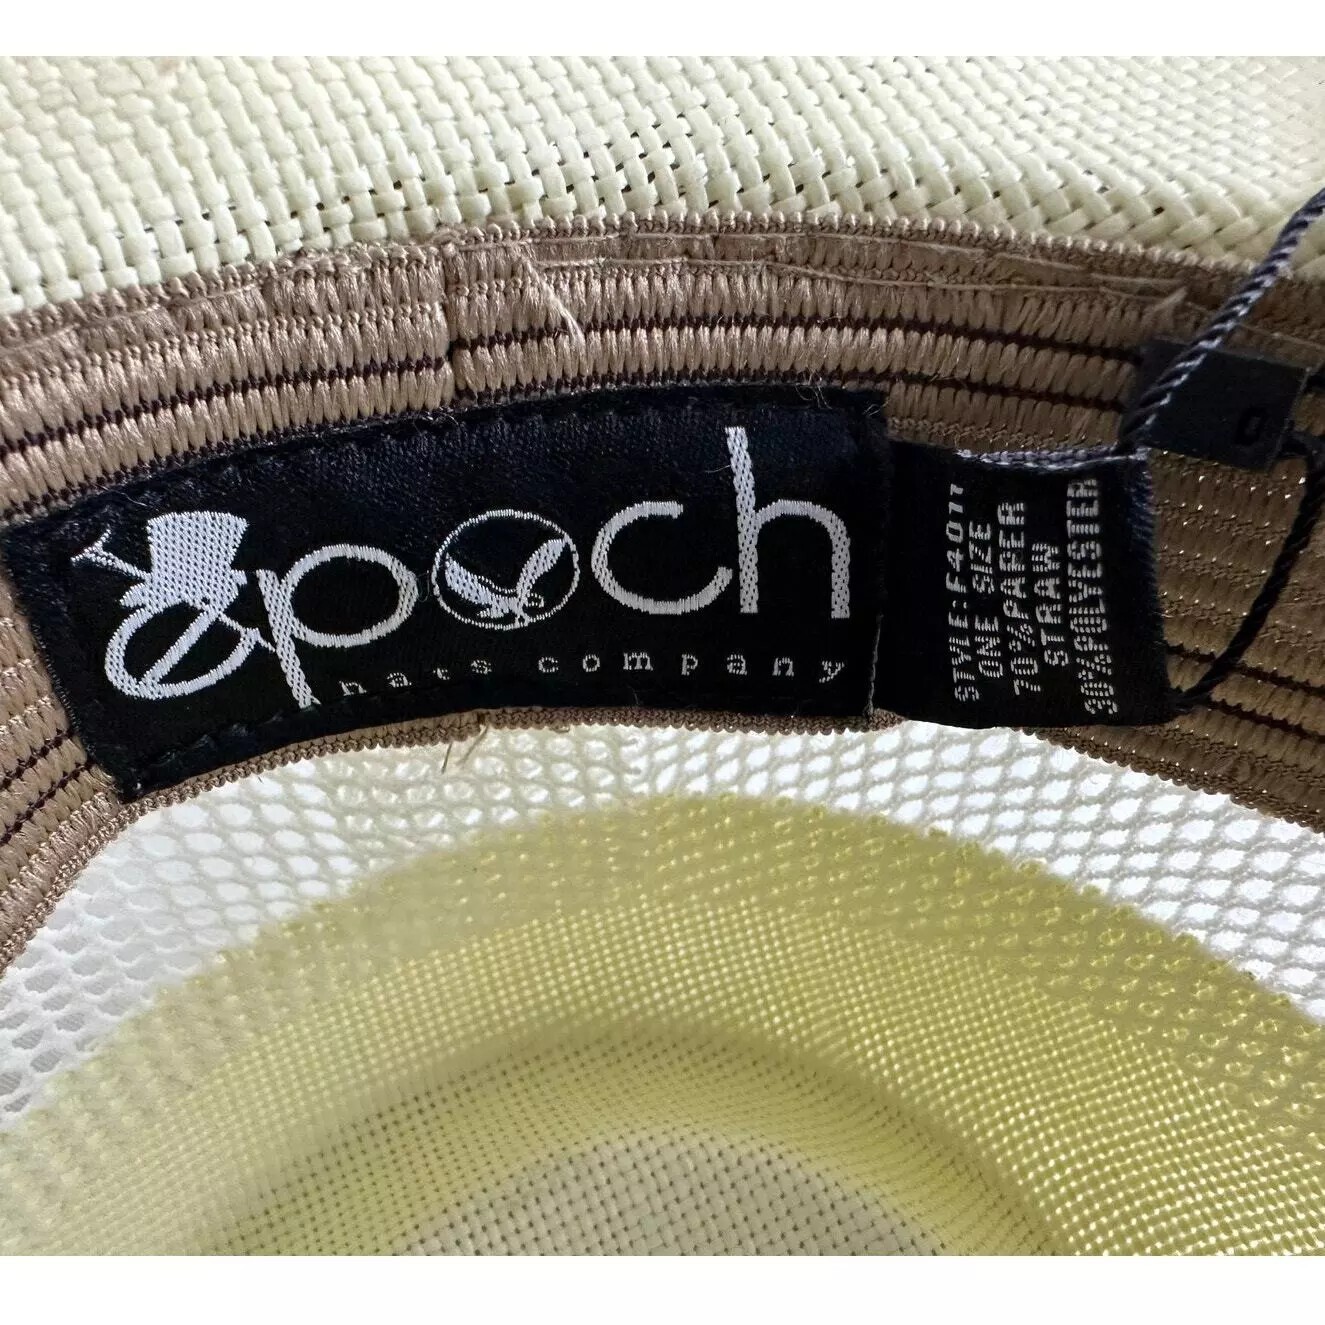 epoch
hats company
STYLE:F4011
ONE SIZE
70%PAPER
STRAW
30%POLYESTER